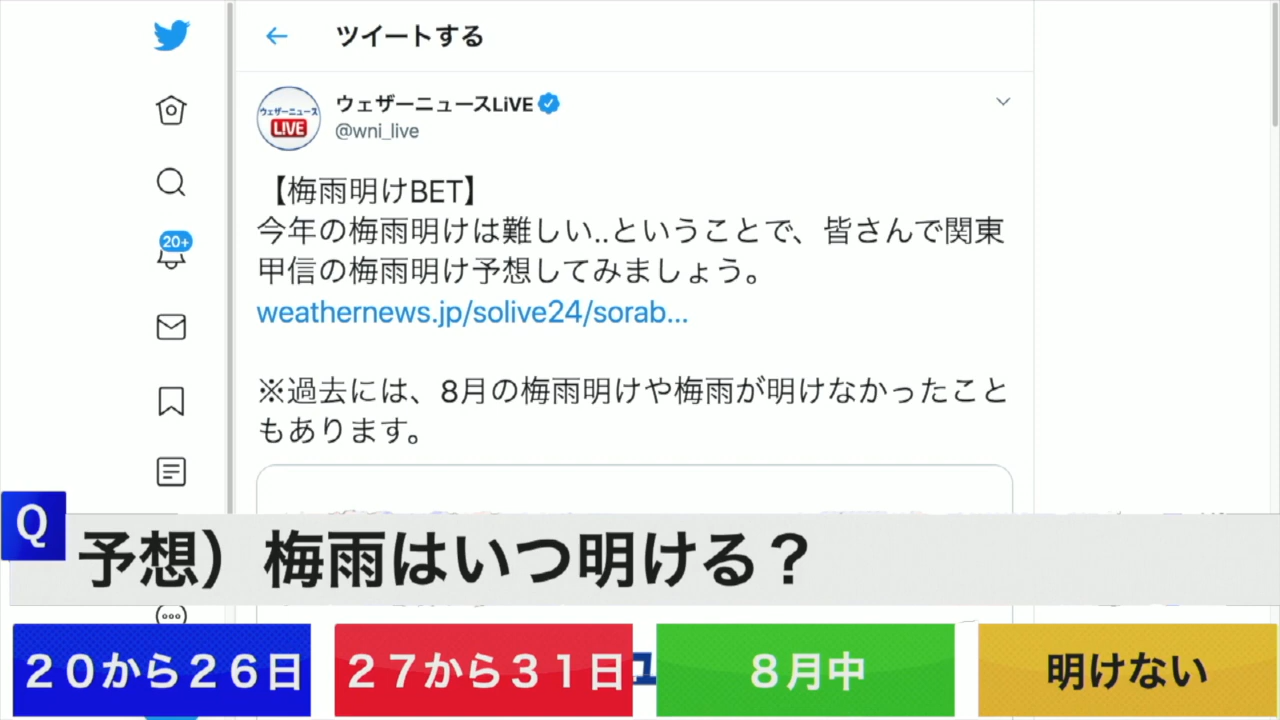 ツイートする
ウェザーニュース
LiVE
ウェザーニュースLiVE
@wni_live
【梅雨明けBET】
今年の梅雨明けは難しい..ということで、皆さんで関東
甲信の梅雨明け予想してみましょう。
weathernews.jp/solive24/sorab...
20+
※過去には、8月の梅雨明けや梅雨が明けなかったこと
もあります。
Q
予想）梅雨はいつ明ける？
２０から２６日
２７から３１日
８月中
明けない